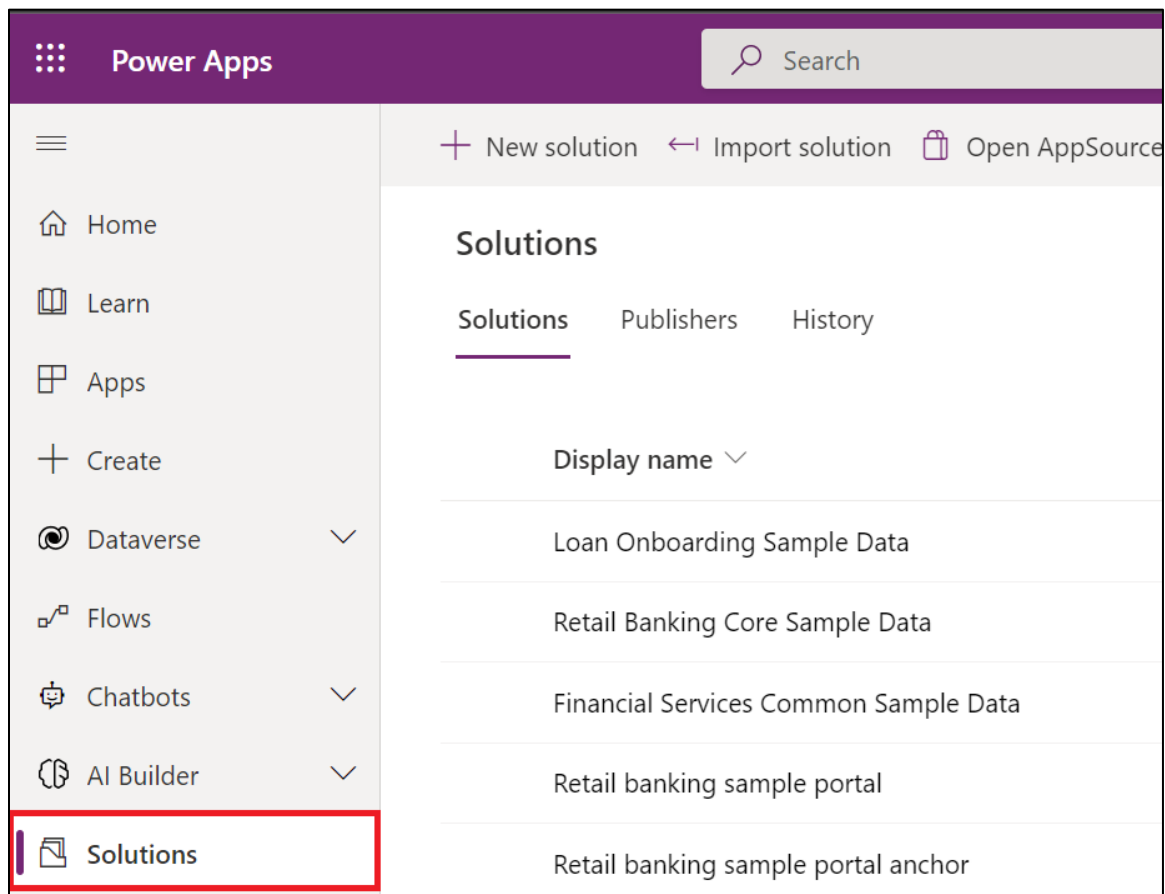 Power Apps
Search
New solution
Import solution
Open AppSource
Home
Learn
Apps
Create
Dataverse
Flows
Chatbots
AI Builder
Solutions
Solutions
Solutions
Publishers
History
Display name
Loan Onboarding Sample Data
Retail Banking Core Sample Data
Financial Services Common Sample Data
Retail banking sample portal
Retail banking sample portal anchor